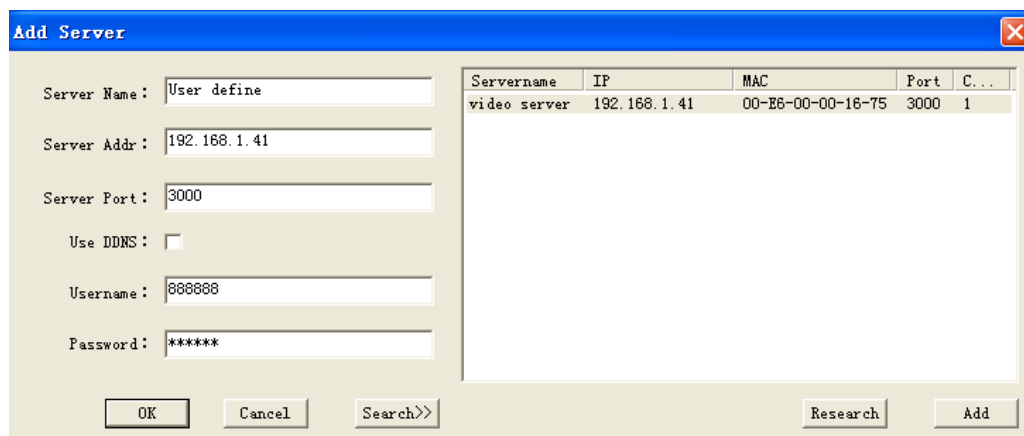 Add Server
Server Name: User define
Server Addr: 192.168.1.41
Server Port: 3000
Use DDNS:
Username: 888888
Password: ******
OK Cancel Search>>
Servername IP MAC Port C...
video server 192.168.1.41 00-E6-00-00-16-75 3000 1
Research Add